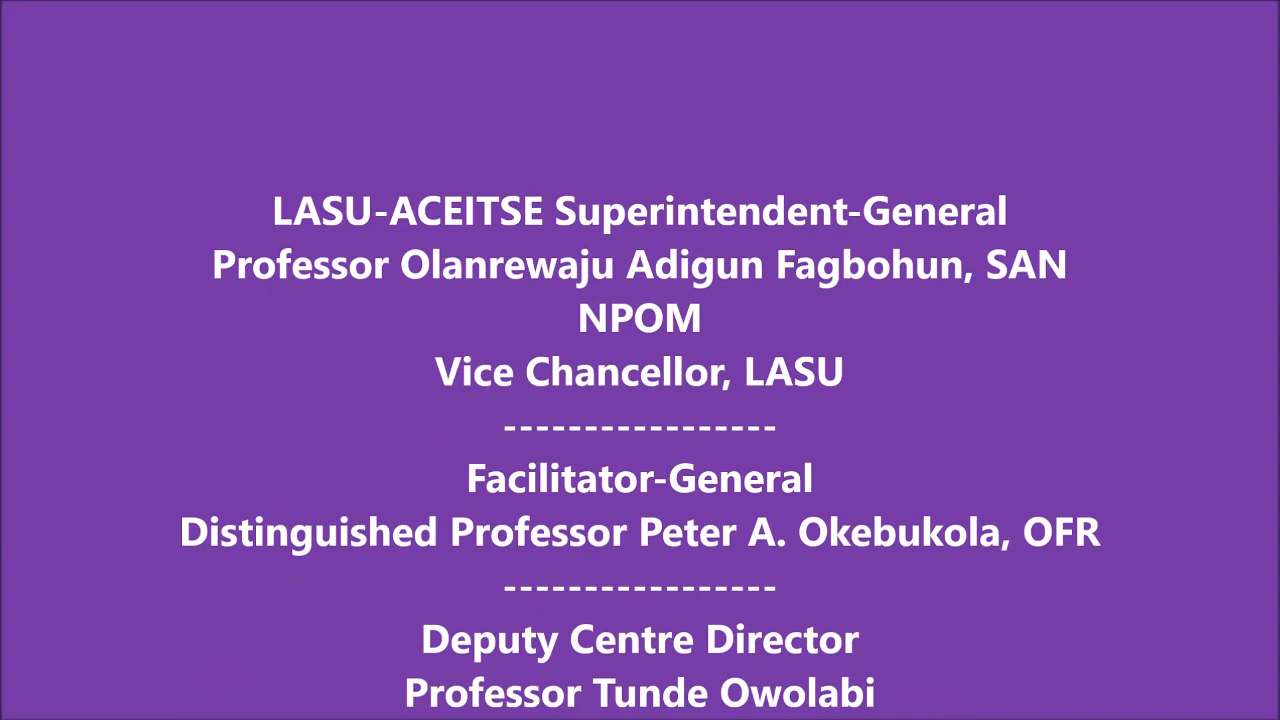 LASU-ACEITSE Superintendent-General
Professor Olanrewaju Adigun Fagbohun, SAN
NPOM
Vice Chancellor, LASU
-----------------
Facilitator-General
Distinguished Professor Peter A. Okebukola, OFR
-----------------
Deputy Centre Director
Professor Tunde Owolabi